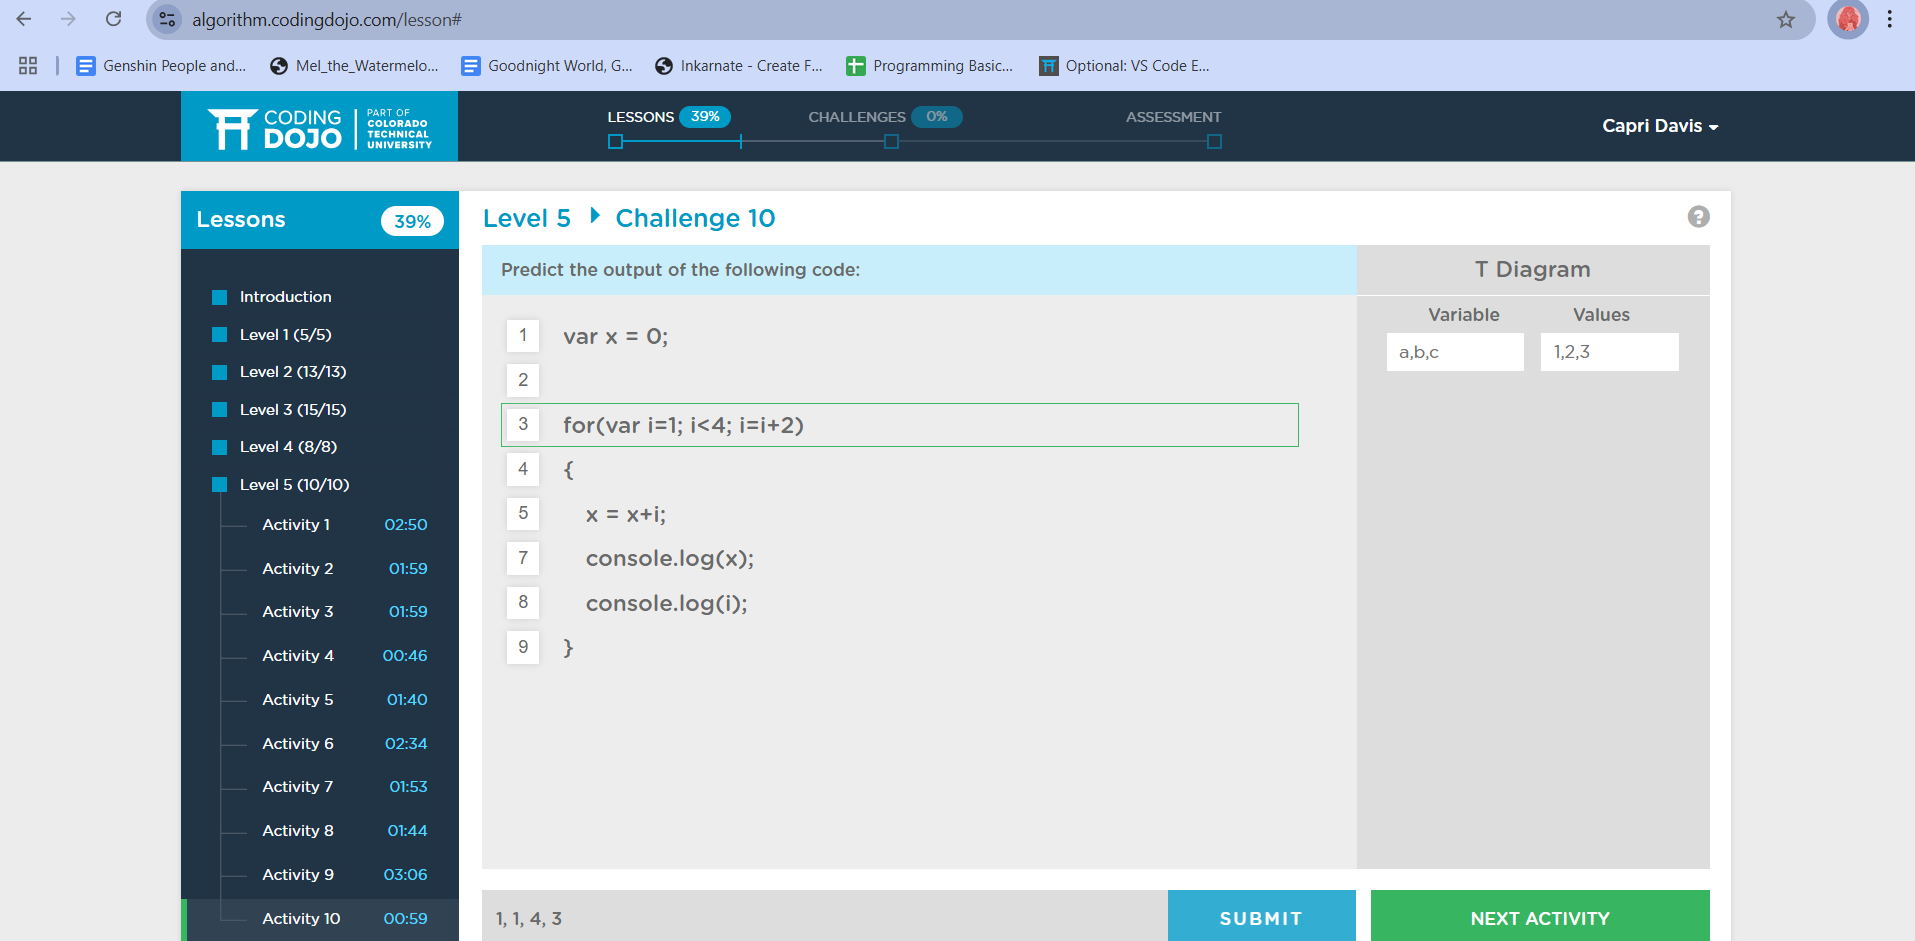 algorithm.codingdojo.com/lesson#
Genshin People and...
Mel_the_Watermelo...
Goodnight World, G...
Inkarnate - Create F...
Programming Basic...
Optional: VS Code E...
CODING DOJO
PART OF COLORADO TECHNICAL UNIVERSITY
LESSONS 39%
CHALLENGES 0%
ASSESSMENT
Capri Davis
Lessons 39%
Introduction
Level 1 (5/5)
Level 2 (13/13)
Level 3 (15/15)
Level 4 (8/8)
Level 5 (10/10)
Activity 1 02:50
Activity 2 01:59
Activity 3 01:59
Activity 4 00:46
Activity 5 01:40
Activity 6 02:34
Activity 7 01:53
Activity 8 01:44
Activity 9 03:06
Activity 10 00:59
Level 5 Challenge 10
?
Predict the output of the following code:
1 var x = 0;
2
3 for(var i=1; i<4; i=i+2)
4 {
5 x = x+i;
7 console.log(x);
8 console.log(i);
9 }
T Diagram
Variable Values
a,b,c 1,2,3
1, 1, 4, 3
SUBMIT
NEXT ACTIVITY